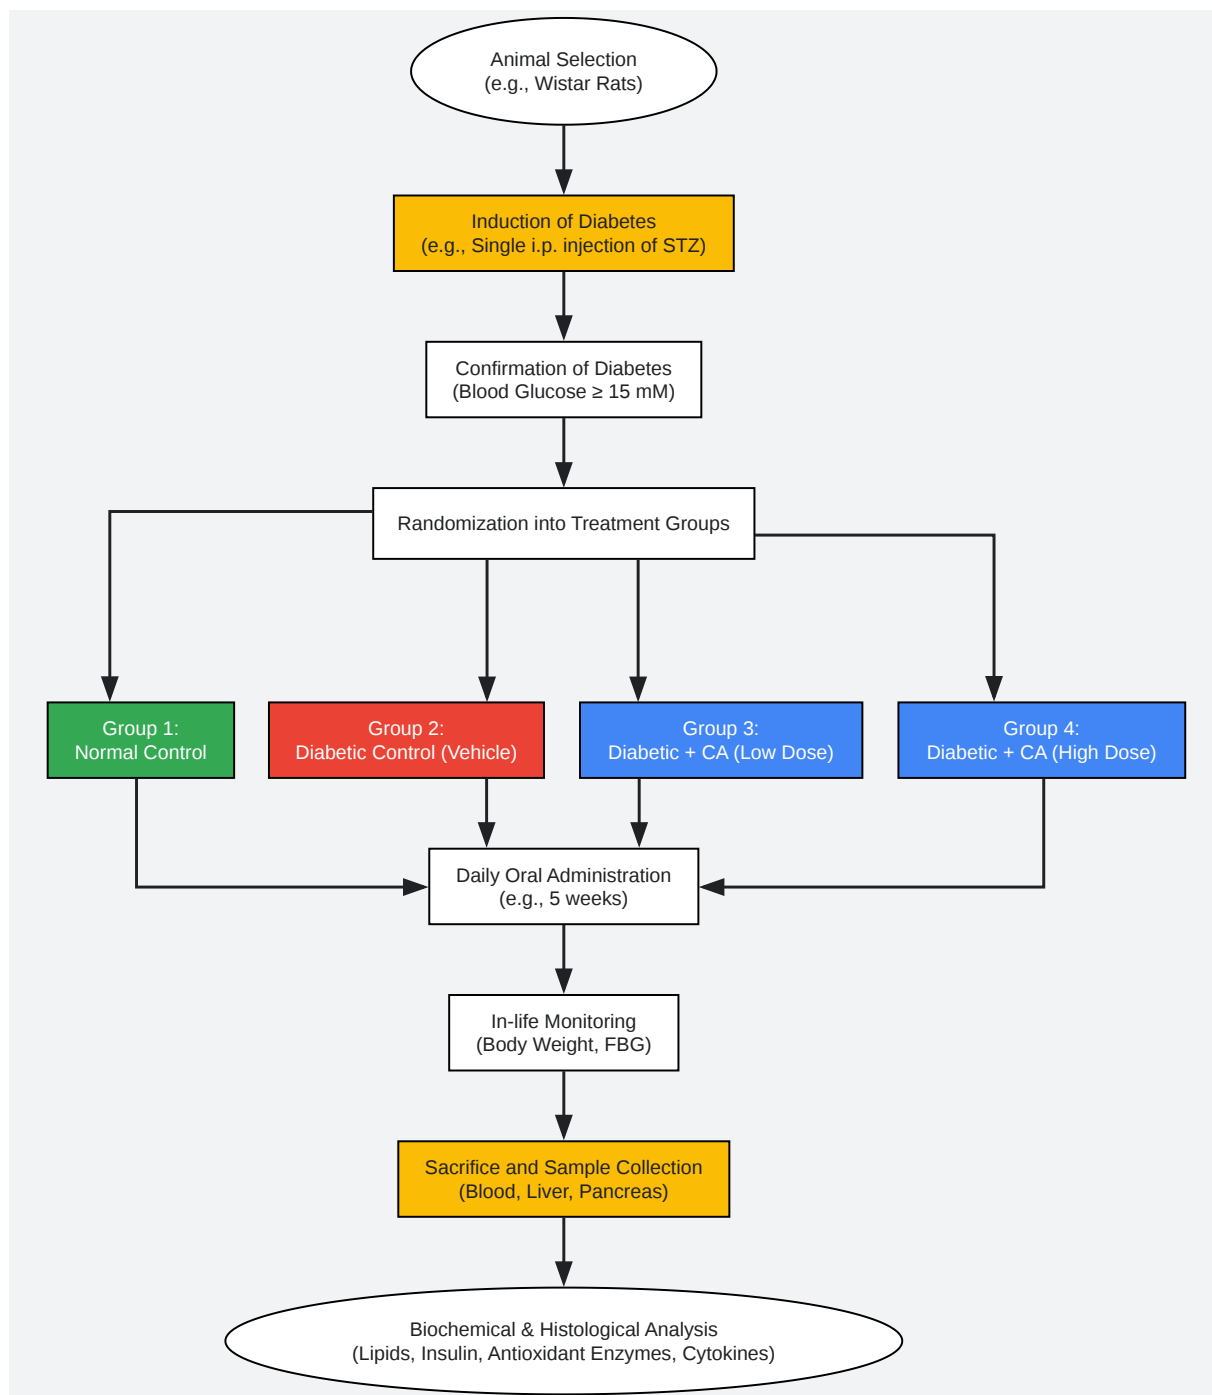 Animal Selection
(e.g., Wistar Rats)
Induction of Diabetes
(e.g., Single i.p. injection of STZ)
Confirmation of Diabetes
(Blood Glucose ≥ 15 mM)
Randomization into Treatment Groups
Group 1:
Normal Control
Group 2:
Diabetic Control (Vehicle)
Group 3:
Diabetic + CA (Low Dose)
Group 4:
Diabetic + CA (High Dose)
Daily Oral Administration
(e.g., 5 weeks)
In-life Monitoring
(Body Weight, FBG)
Sacrifice and Sample Collection
(Blood, Liver, Pancreas)
Biochemical & Histological Analysis
(Lipids, Insulin, Antioxidant Enzymes, Cytokines)